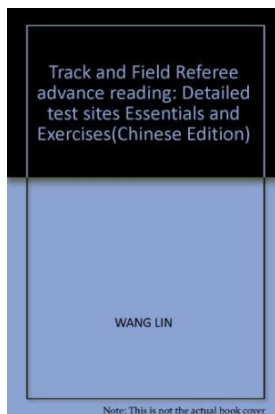 Track and Field Referee
advance reading: Detailed
test sites Essentials and
Exercises(Chinese Edition)
WANG LIN
Note: This is not the actual book cover